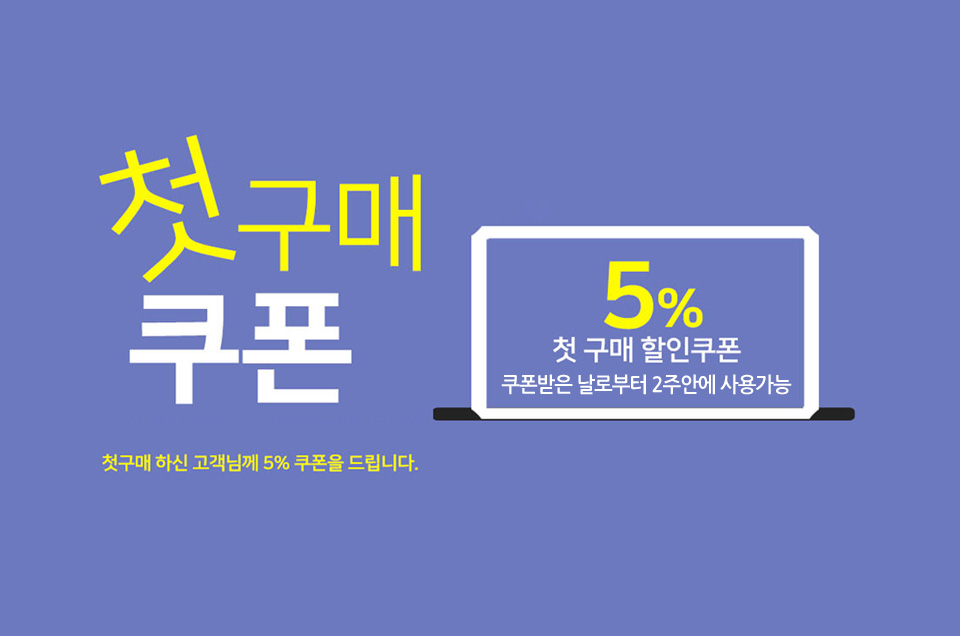 첫구매
쿠폰
첫구매 하신 고객님께 5% 쿠폰을 드립니다.
5%
첫 구매 할인쿠폰
쿠폰받은 날로부터 2주안에 사용가능